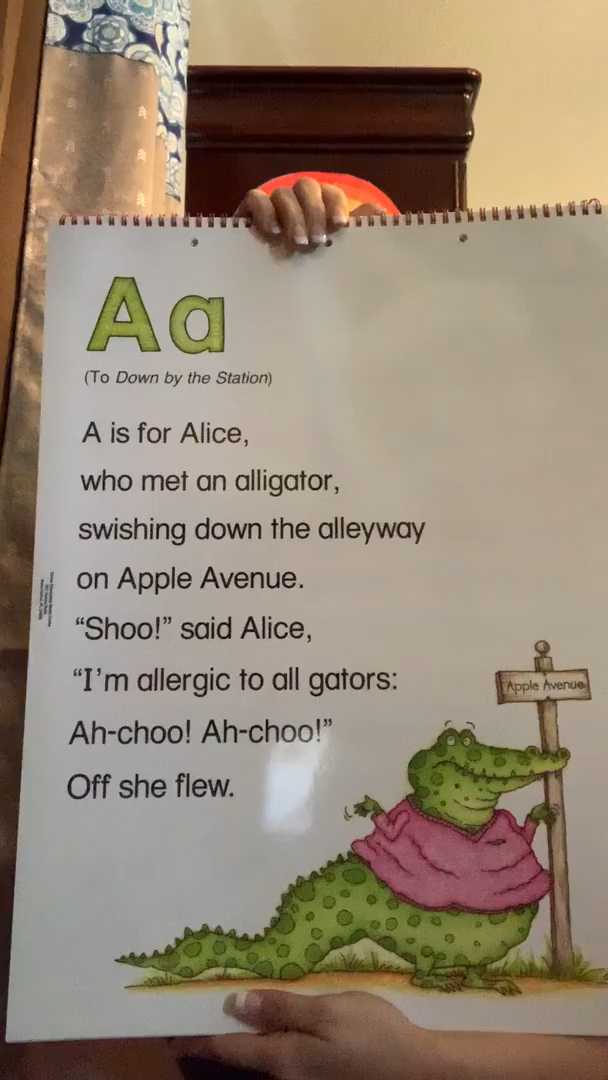 Aa
(To Down by the Station)
A is for Alice,
who met an alligator,
swishing down the alleyway
on Apple Avenue.
“Shoo!” said Alice,
“I’m allergic to all gators:
Ah-choo! Ah-choo!”
Off she flew.
Apple Avenue